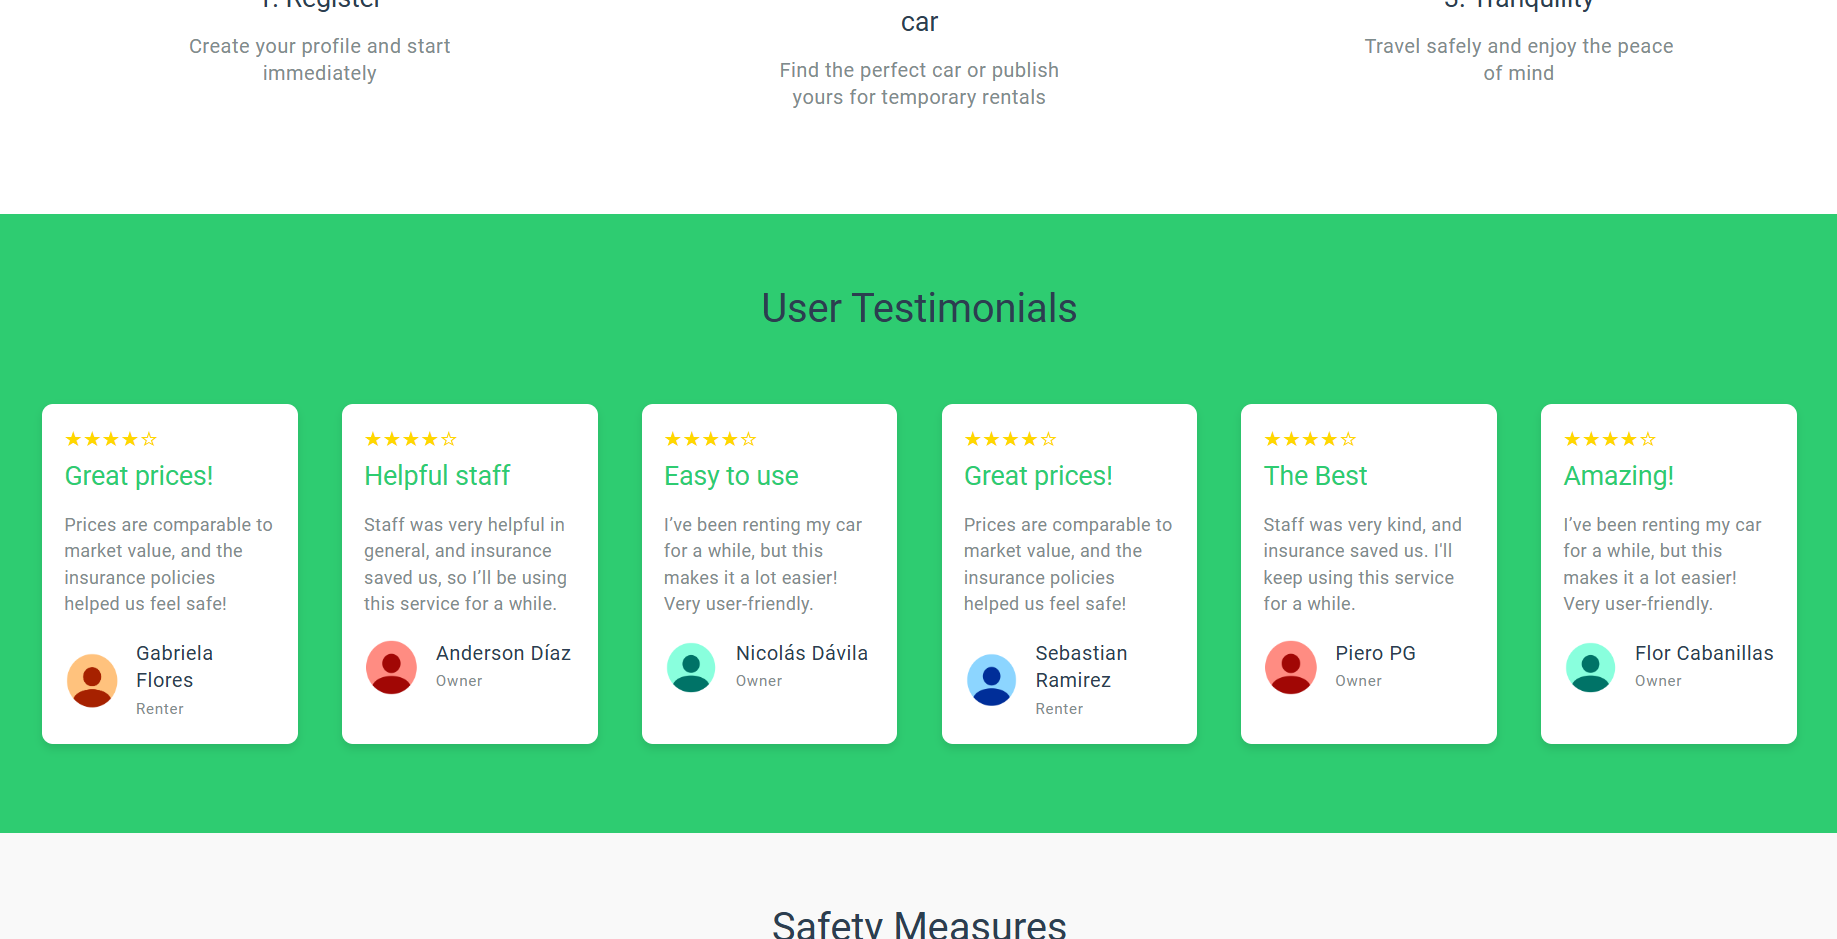 1. Register
Create your profile and start
immediately
car
Find the perfect car or publish
yours for temporary rentals
3. Tranquility
Travel safely and enjoy the peace
of mind
User Testimonials
★★★★☆
Great prices!
Prices are comparable to
market value, and the
insurance policies
helped us feel safe!
Gabriela
Flores
Renter
★★★★☆
Helpful staff
Staff was very helpful in
general, and insurance
saved us, so I’ll be using
this service for a while.
Anderson Díaz
Owner
★★★★☆
Easy to use
I’ve been renting my car
for a while, but this
makes it a lot easier!
Very user-friendly.
Nicolás Dávila
Owner
★★★★☆
Great prices!
Prices are comparable to
market value, and the
insurance policies
helped us feel safe!
Sebastian
Ramirez
Renter
★★★★☆
The Best
Staff was very kind, and
insurance saved us. I'll
keep using this service
for a while.
Piero PG
Owner
★★★★☆
Amazing!
I’ve been renting my car
for a while, but this
makes it a lot easier!
Very user-friendly.
Flor Cabanillas
Owner
Safety Measures